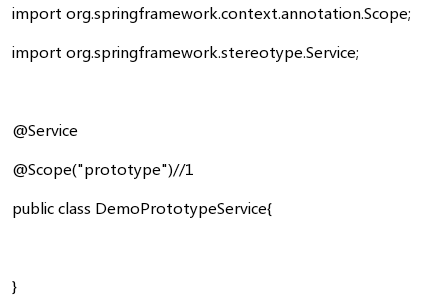 import org.springframework.context.annotation.Scope;
import org.springframework.stereotype.Service;
@Service
@Scope("prototype")//1
public class DemoPrototypeService{
}